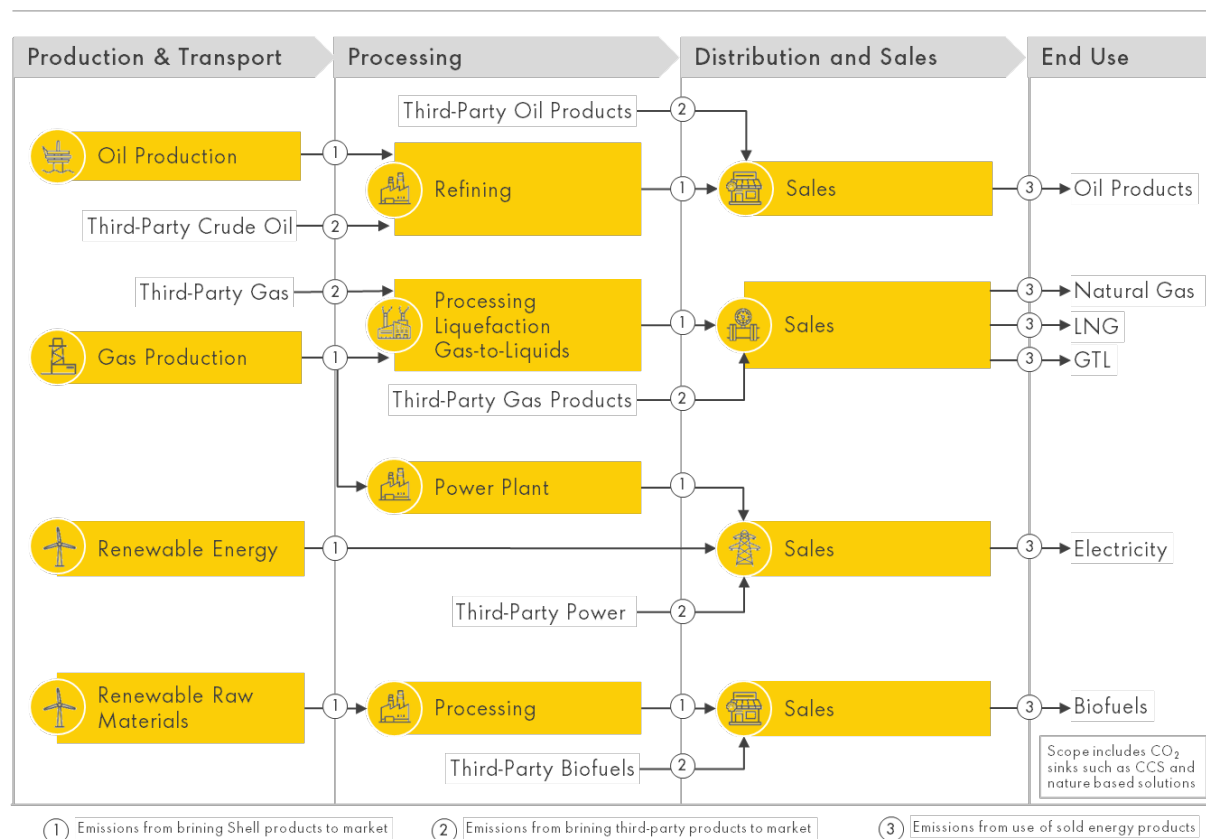 Production & Transport
Processing
Distribution and Sales
End Use
Third-Party Oil Products
2
Oil Production
1
Refining
1
Sales
3
Oil Products
Third-Party Crude Oil
2
Third-Party Gas
2
Processing
Liquefaction
Gas-to-Liquids
1
Sales
3
Natural Gas
3
LNG
3
GTL
Gas Production
1
Third-Party Gas Products
2
Power Plant
1
Renewable Energy
1
Sales
3
Electricity
Third-Party Power
2
Renewable Raw
Materials
1
Processing
1
Sales
3
Biofuels
Third-Party Biofuels
2
Scope includes CO₂
sinks such as CCS and
nature based solutions
1 Emissions from brining Shell products to market
2 Emissions from brining third-party products to market
3 Emissions from use of sold energy products